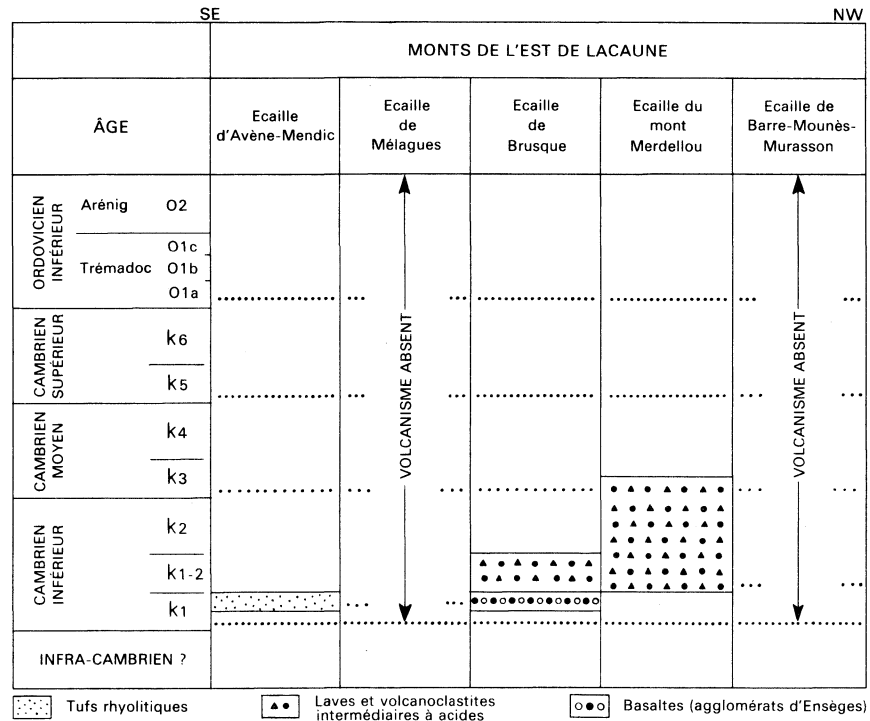 SE NW
MONTS DE L'EST DE LACAUNE
ÂGE
Ecaille
d'Avène-Mendic
Ecaille
de
Mélagues
Ecaille
de
Brusque
Ecaille du
mont
Merdellou
Ecaille de
Barre-Mounès-
Murasson
ORDOVICIEN
INFÉRIEUR
Arénig O2
Trémadoc
O1c
O1b
O1a
CAMBRIEN
SUPÉRIEUR
k6
k5
CAMBRIEN
MOYEN
k4
k3
CAMBRIEN
INFÉRIEUR
k2
k1-2
k1
INFRA-CAMBRIEN ?
VOLCANISME ABSENT
VOLCANISME ABSENT
Tufs rhyolitiques
Laves et volcanoclastites
intermédiaires à acides
Basaltes (agglomérats d'Ensèges)